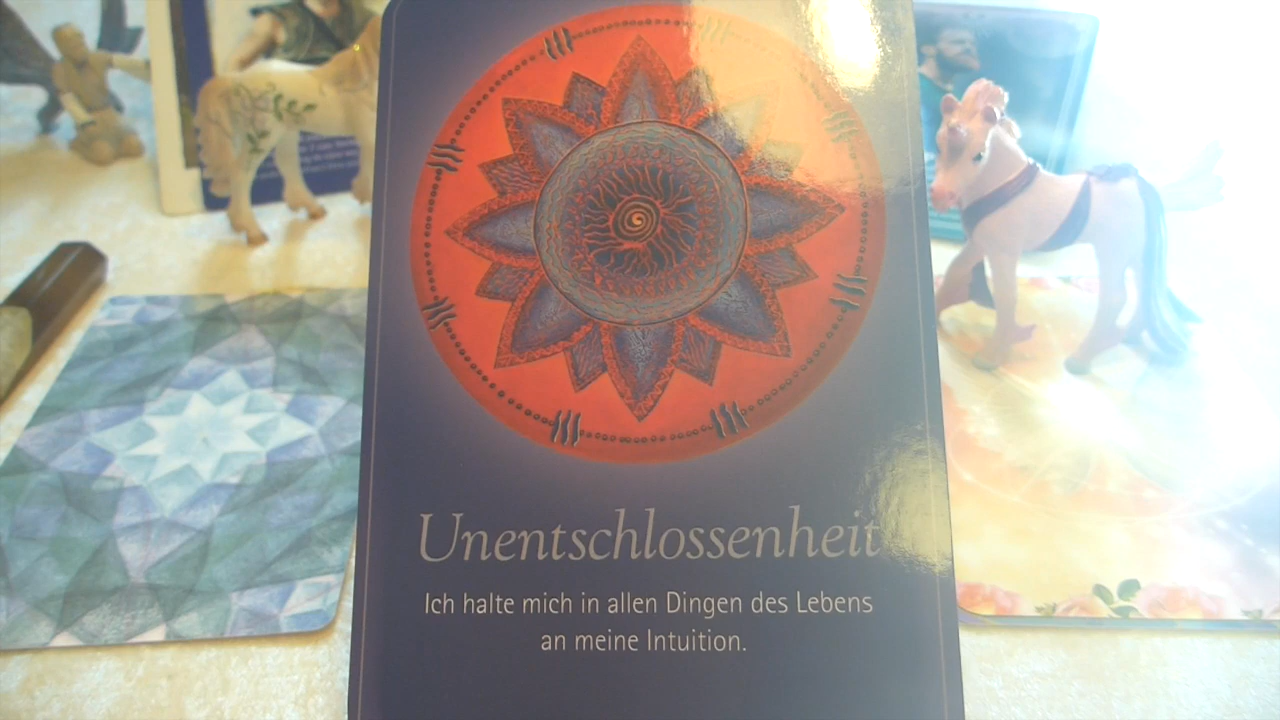 Unentschlossenheit
Ich halte mich in allen Dingen des Lebens
an meine Intuition.